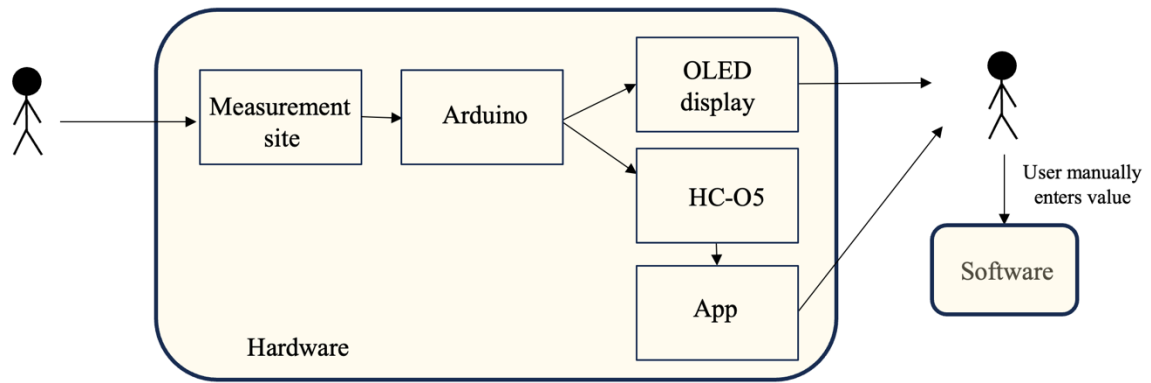 Measurement
site
Arduino
OLED
display
HC-O5
App
Hardware
User manually
enters value
Software